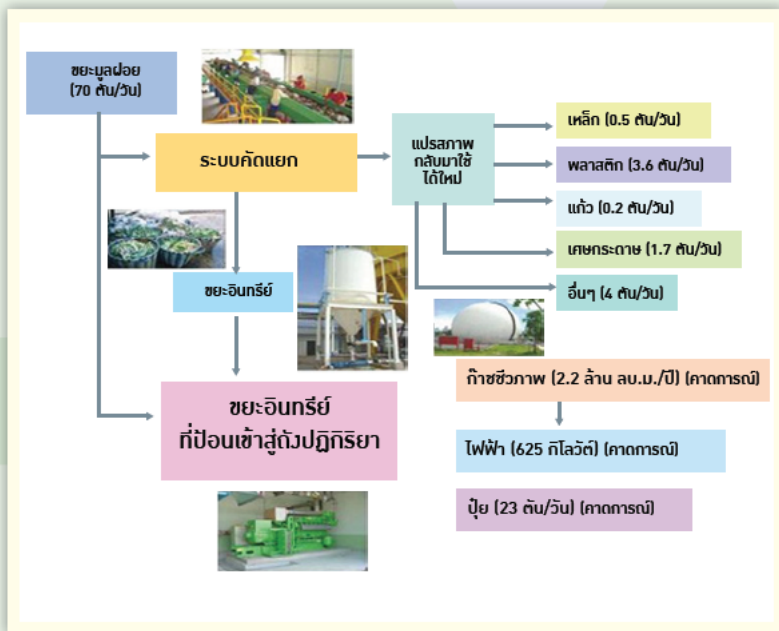 ขยะมูลฝอย
(70 ตัน/วัน)
ระบบคัดแยก
แปรสภาพ
กลับมาใช้
ได้ใหม่
เหล็ก (0.5 ตัน/วัน)
พลาสติก (3.6 ตัน/วัน)
แก้ว (0.2 ตัน/วัน)
เศษกระดาษ (1.7 ตัน/วัน)
อื่นๆ (4 ตัน/วัน)
ขยะอินทรีย์
ขยะอินทรีย์
ที่ป้อนเข้าสู่ถังปฏิกิริยา
ก๊าซชีวภาพ (2.2 ล้าน ลบ.ม./ปี) (คาดการณ์)
ไฟฟ้า (625 กิโลวัตต์) (คาดการณ์)
ปุ๋ย (23 ตัน/วัน) (คาดการณ์)